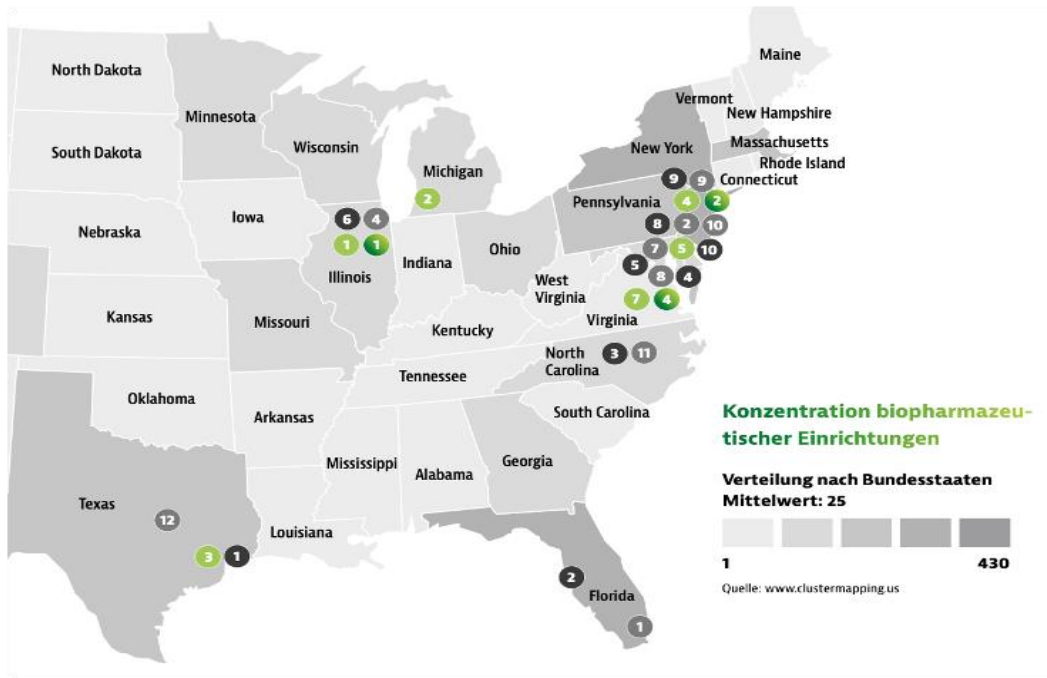 Maine
North Dakota
Minnesota
Vermont
New Hampshire
South Dakota
Wisconsin
New York
Massachusetts
Rhode Island
Connecticut
Michigan
9
9
2
Pennsylvania
4
2
Iowa
6
4
8
2
10
Nebraska
1
1
Ohio
7
5
10
Illinois
Indiana
5
8
4
West
Virginia
7
4
Kansas
Missouri
Kentucky
Virginia
North
Carolina
3
11
Tennessee
Oklahoma
Arkansas
South Carolina
Mississippi
Alabama
Georgia
Texas
12
Louisiana
3
1
2
Florida
1
Konzentration biopharmazeu-
tischer Einrichtungen
Verteilung nach Bundesstaaten
Mittelwert: 25
1
430
Quelle: www.clustermapping.us